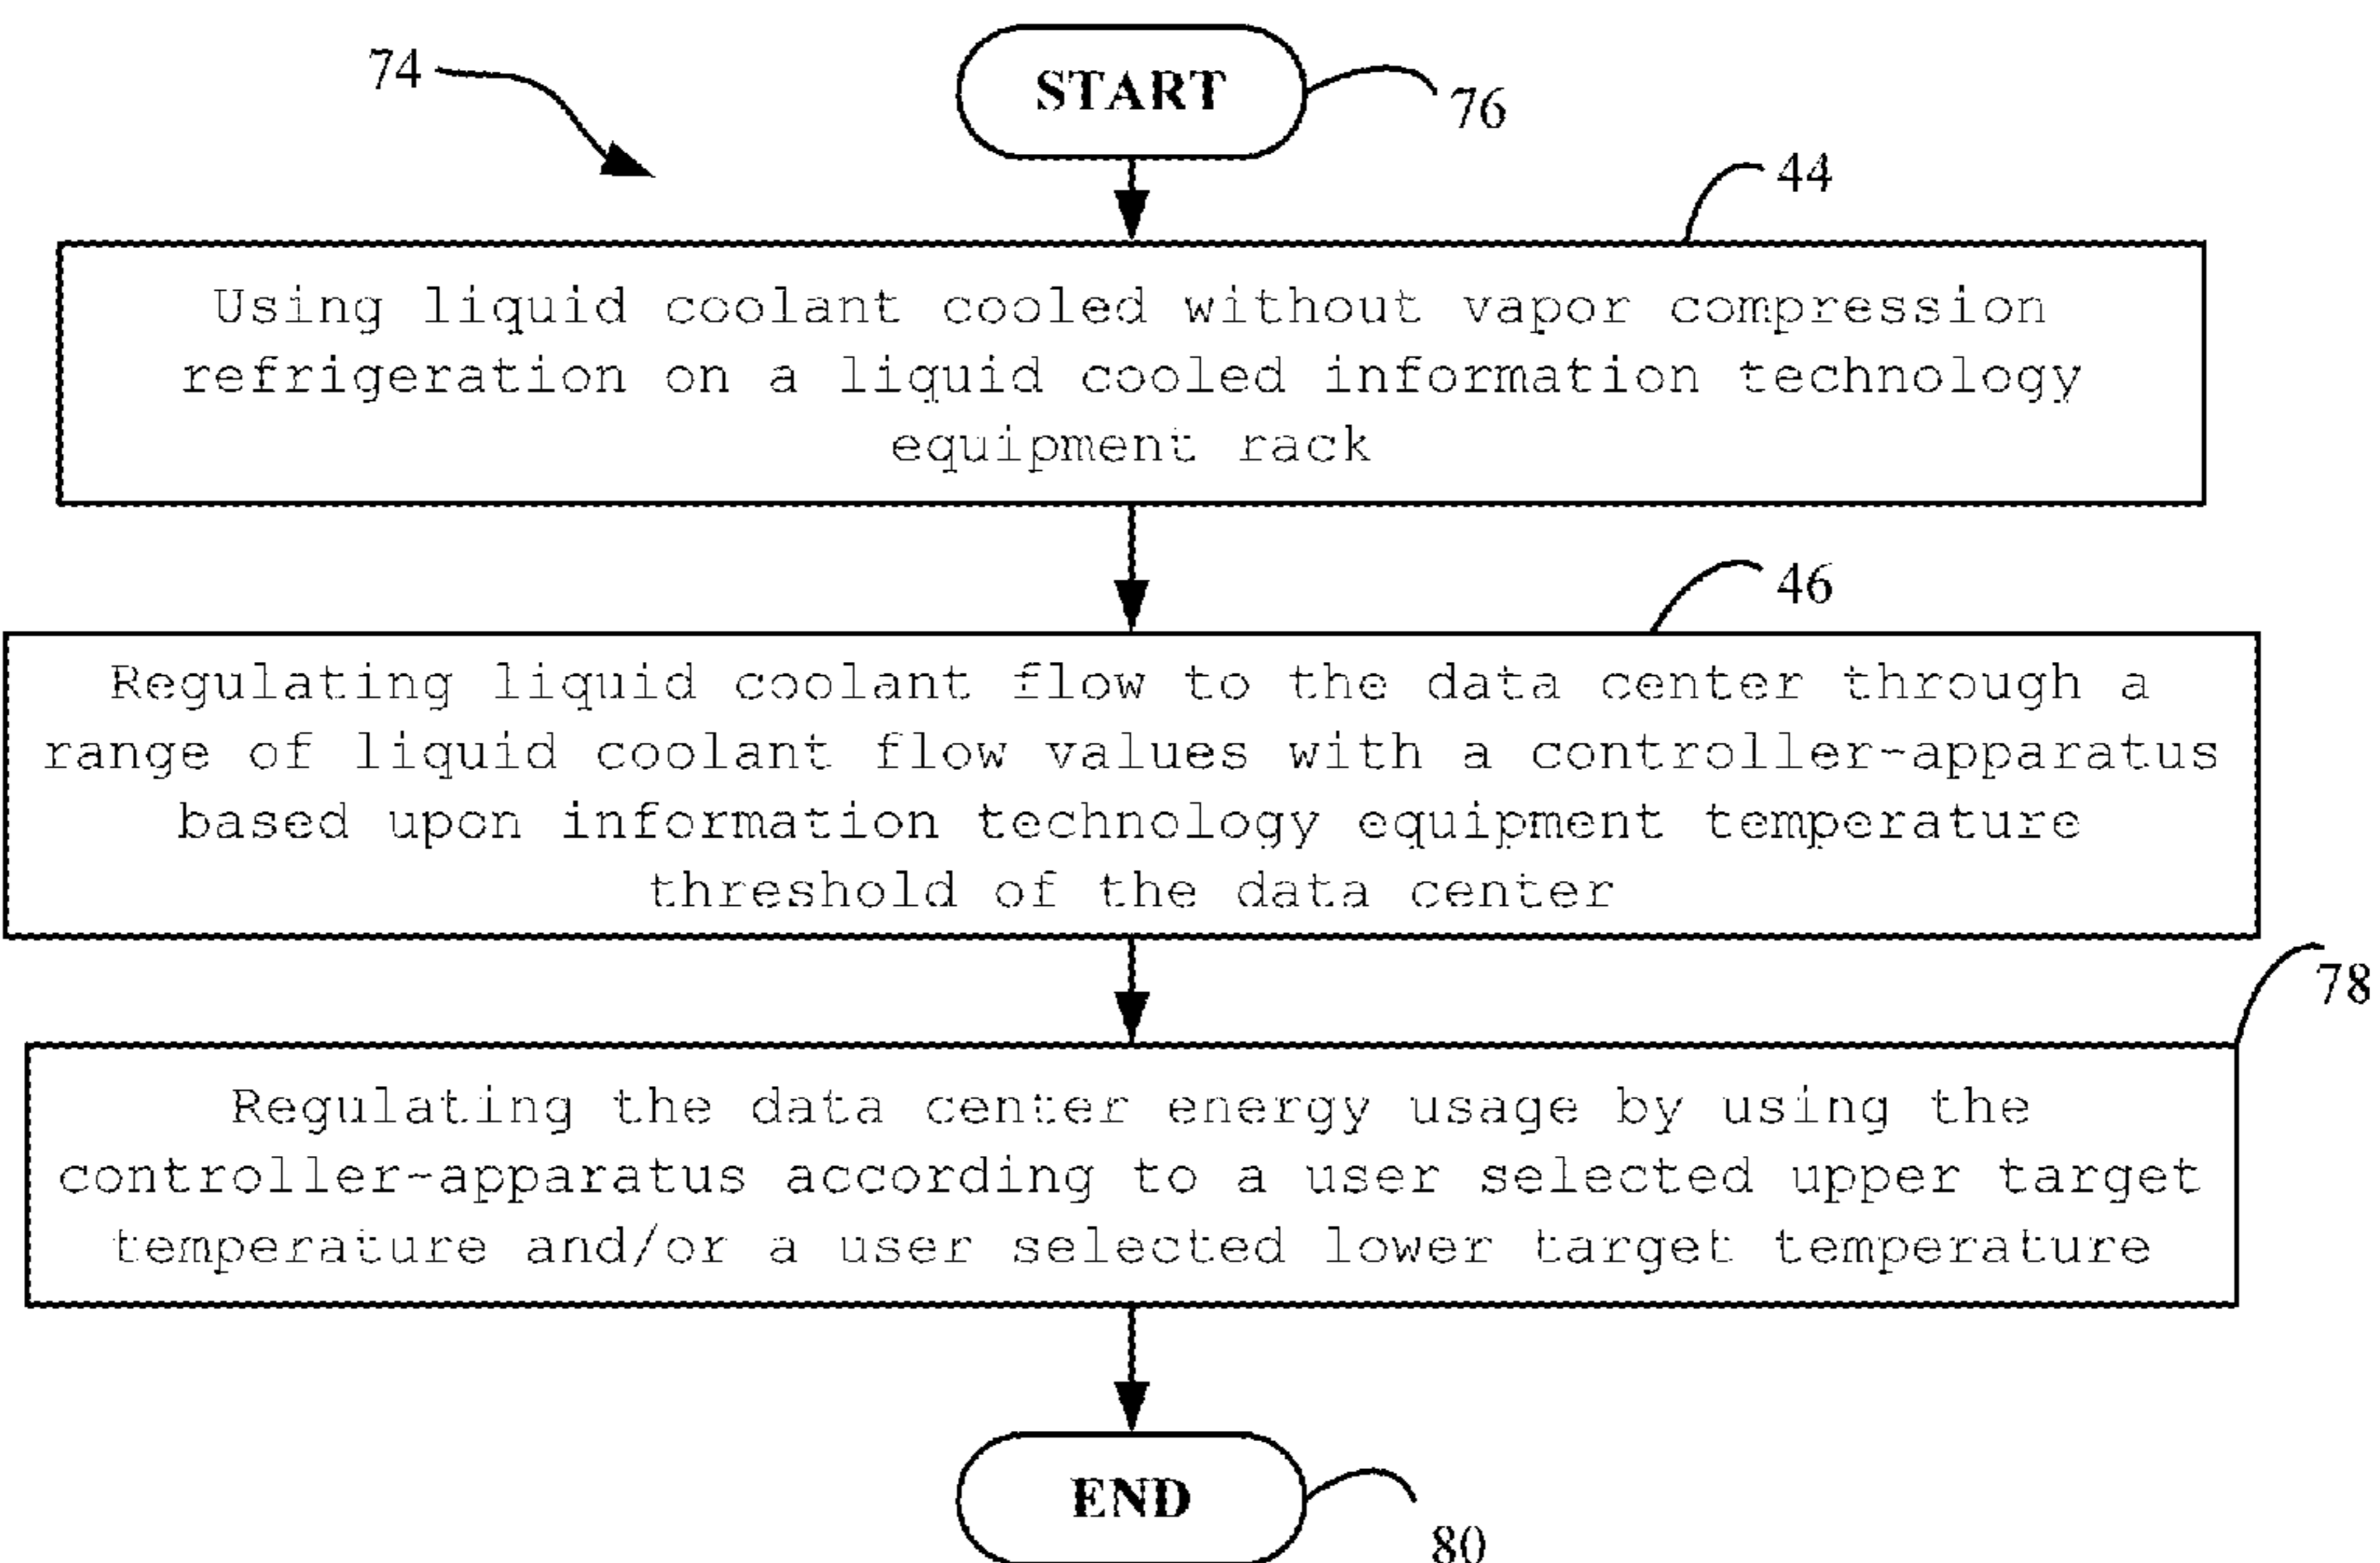 74
START
76
44
Using liquid coolant cooled without vapor compression
refrigeration on a liquid cooled information technology
equipment rack
46
Regulating liquid coolant flow to the data center through a
range of liquid coolant flow values with a controller-apparatus
based upon information technology equipment temperature
threshold of the data center
78
Regulating the data center energy usage by using the
controller-apparatus according to a user selected upper target
temperature and/or a user selected lower target temperature
END
80